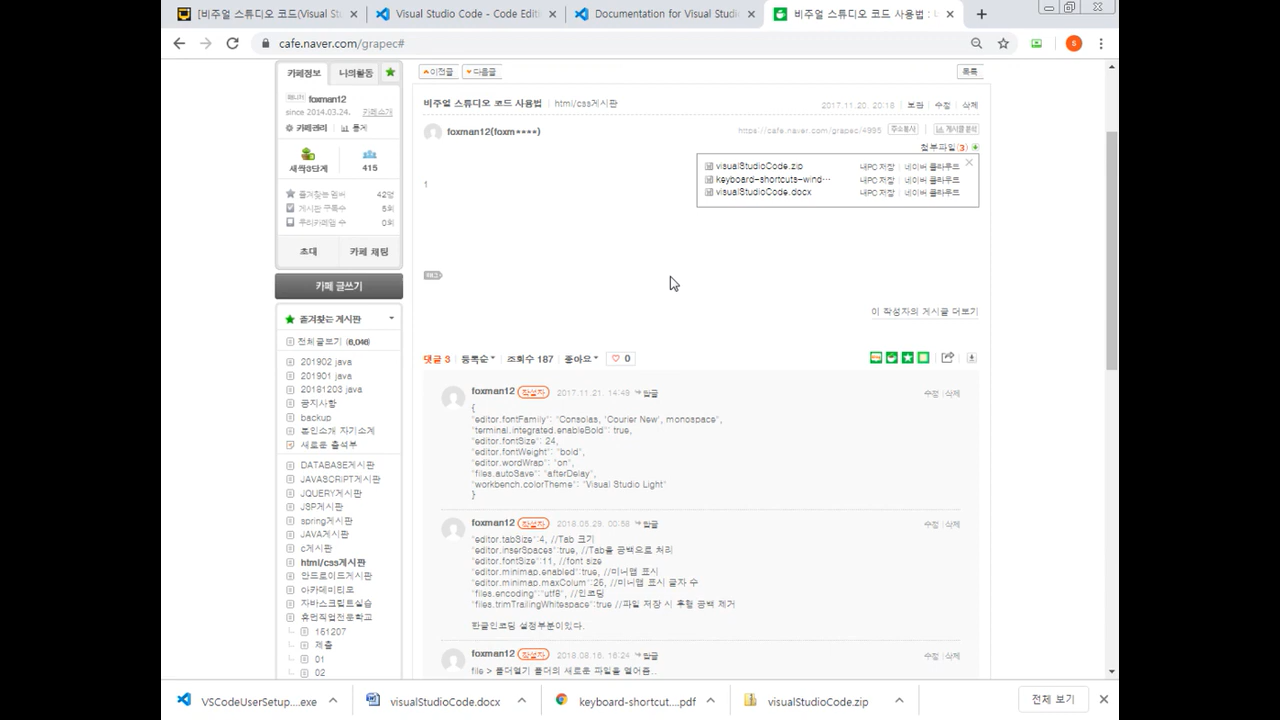 [비주얼 스튜디오 코드(Visual St
Visual Studio Code - Code Edit
Documentation for Visual Studi
비주얼 스튜디오 코드 사용법 :
cafe.naver.com/grapec#
카페정보 나의활동
이전글 다음글 목록
매니저 foxman12
since 2014.03.24. 카페소개
카페관리 통계
새싹3단계 415
즐겨찾는 멤버 42명
게시판 구독수 5회
우리카페앱 수 0회
초대 카페 채팅
카페 글쓰기
비주얼 스튜디오 코드 사용법 html/css게시판 2017.11.20. 20:18 보관 수정 삭제
foxman12(foxm****) https://cafe.naver.com/grapec/4995 주소복사 게시글 분석
첨부파일(3)
visualStudioCode.zip 내PC 저장 네이버 클라우드
keyboard-shortcuts-wind··· 내PC 저장 네이버 클라우드
visualStudioCode.docx 내PC 저장 네이버 클라우드
1
태그
이 작성자의 게시글 더보기
즐겨찾는 게시판
전체글보기 (6,046)
201902 java
201901 java
20181203 java
공지사항
backup
본인소개 자기소개
새로운 출석부
DATABASE게시판
JAVASCRIPT게시판
JQUERY게시판
JSP게시판
spring게시판
JAVA게시판
c게시판
html/css게시판
안드로이드게시판
아카데미티오
자바스크립트실습
휴먼직업전문학교
161207
제출
01
02
댓글 3 등록순 조회수 187 좋아요 0
foxman12 작성자 2017.11.21. 14:49 답글 수정 삭제
{
"editor.fontFamily": "Consolas, 'Courier New', monospace",
"terminal.integrated.enableBold": true,
"editor.fontSize": 24,
"editor.fontWeight": "bold",
"editor.wordWrap": "on",
"files.autoSave": "afterDelay",
"workbench.colorTheme": "Visual Studio Light"
}
foxman12 작성자 2018.05.29. 00:58 답글 수정 삭제
"editor.tabSize":4, //Tab 크기
"editor.inserSpaces":true, //Tab을 공백으로 처리
"editor.fontSize":11, //font size
"editor.minimap.enabled":true, //미니맵 표시
"editor.minimap.maxColum":25, //미니맵 표시 글자 수
"files.encoding":"utf8", //인코딩
"files.trimTrailingWhitespace":true //파일 저장 시 후행 공백 제거
한글인코딩 설정부분이있다.
foxman12 작성자 2018.08.16. 16:24 답글 수정 삭제
file > 폴더열기 폴더의 새로운 파일을 열어줌..
VSCodeUserSetup....exe
visualStudioCode.docx
keyboard-shortcut....pdf
visualStudioCode.zip
전체 보기